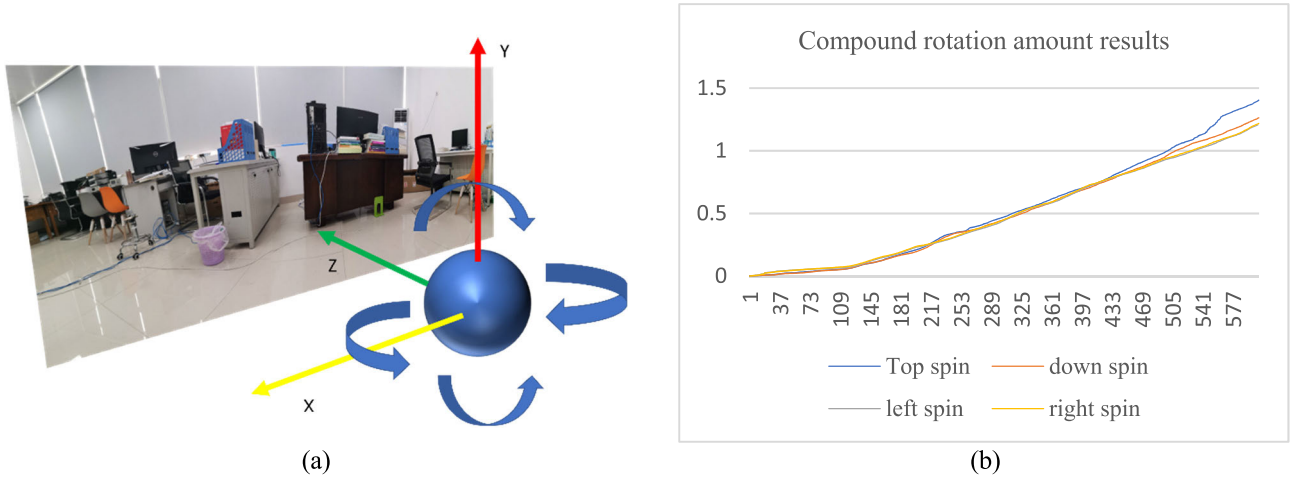 Y
Z
X
(a)
Compound rotation amount results
1.5
1
0.5
0
1 37 73 109 145 181 217 253 289 325 361 397 433 469 505 541 577
Top spin down spin
left spin right spin
(b)